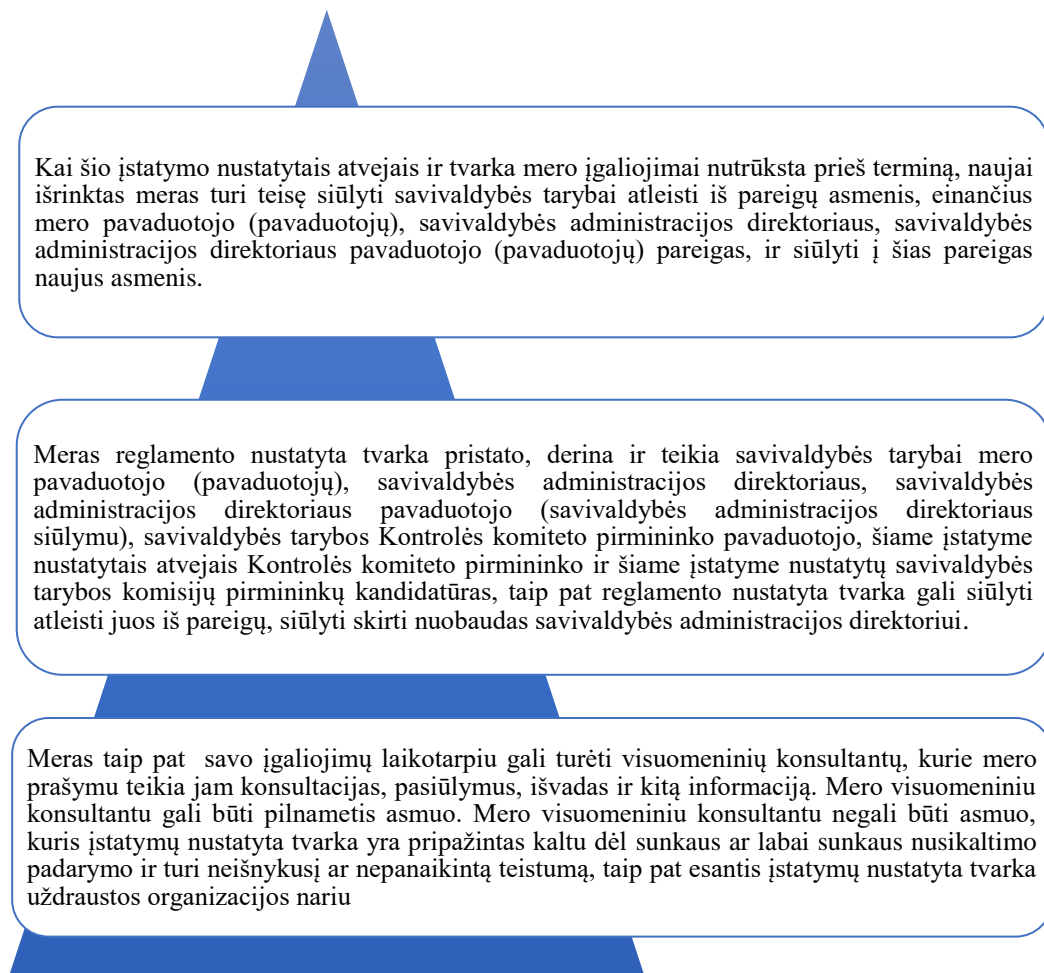 Kai šio įstatymo nustatytais atvejais ir tvarka mero įgaliojimai nutrūksta prieš terminą, naujai
išrinktas meras turi teisę siūlyti savivaldybės tarybai atleisti iš pareigų asmenis, einančius
mero pavaduotojo (pavaduotojų), savivaldybės administracijos direktoriaus, savivaldybės
administracijos direktoriaus pavaduotojo (pavaduotojų) pareigas, ir siūlyti į šias pareigas
naujus asmenis.
Meras reglamento nustatyta tvarka pristato, derina ir teikia savivaldybės tarybai mero
pavaduotojo (pavaduotojų), savivaldybės administracijos direktoriaus, savivaldybės
administracijos direktoriaus pavaduotojo (savivaldybės administracijos direktoriaus
siūlymu), savivaldybės tarybos Kontrolės komiteto pirmininko pavaduotojo, šiame įstatyme
nustatytais atvejais Kontrolės komiteto pirmininko ir šiame įstatyme nustatytų savivaldybės
tarybos komisijų pirmininkų kandidatūras, taip pat reglamento nustatyta tvarka gali siūlyti
atleisti juos iš pareigų, siūlyti skirti nuobaudas savivaldybės administracijos direktoriui.
Meras taip pat savo įgaliojimų laikotarpiu gali turėti visuomeninių konsultantų, kurie mero
prašymu teikia jam konsultacijas, pasiūlymus, išvadas ir kitą informaciją. Mero visuomeniniu
konsultantu gali būti pilnametis asmuo. Mero visuomeniniu konsultantu negali būti asmuo,
kuris įstatymų nustatyta tvarka yra pripažintas kaltu dėl sunkaus ar labai sunkaus nusikaltimo
padarymo ir turi neišnykusį ar nepanaikintą teistumą, taip pat esantis įstatymų nustatyta tvarka
uždraustos organizacijos nariu